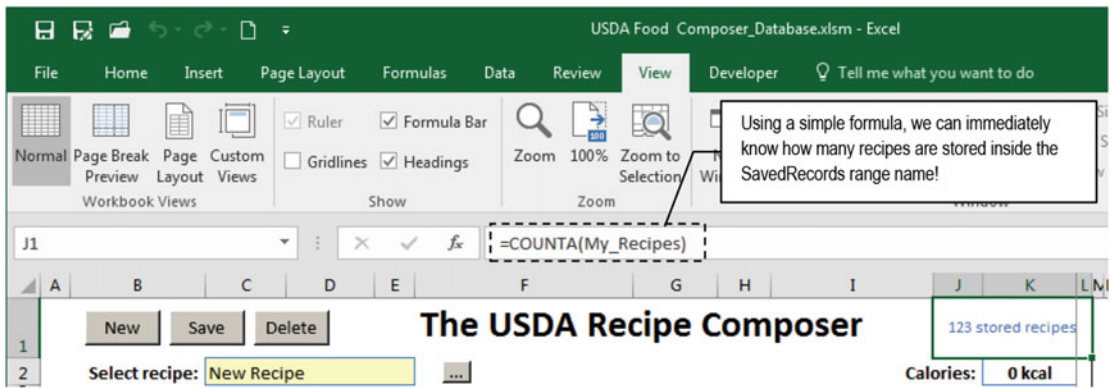 USDA Food Composer_Database.xlsm - Excel
File Home Insert Page Layout Formulas Data Review View Developer Tell me what you want to do
Normal Page Break Preview Page Layout Custom Views
Workbook Views
Ruler Formula Bar
Gridlines Headings
Show
Zoom 100% Zoom to Selection
100
Zoom
Using a simple formula, we can immediately
know how many recipes are stored inside the
SavedRecords range name!
J1 fx =COUNTA(My_Recipes)
A B C D E F G H I J K L
1 New Save Delete The USDA Recipe Composer 123 stored recipes
2 Select recipe: New Recipe ... Calories: 0 kcal